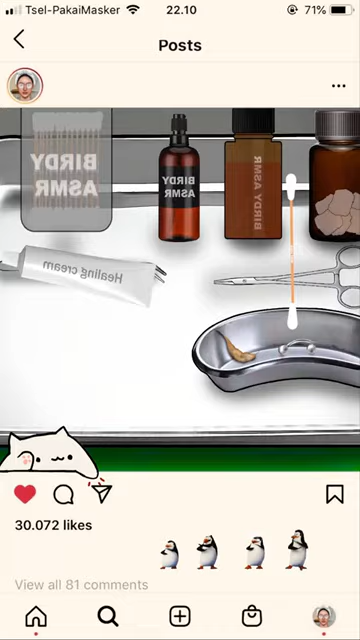 Tsel-PakaiMasker
22.10
71%
Posts
BIRDY
ASMR
BIRDY
ASMR
BIRDY ASMR
Healing cream
30.072 likes
View all 81 comments